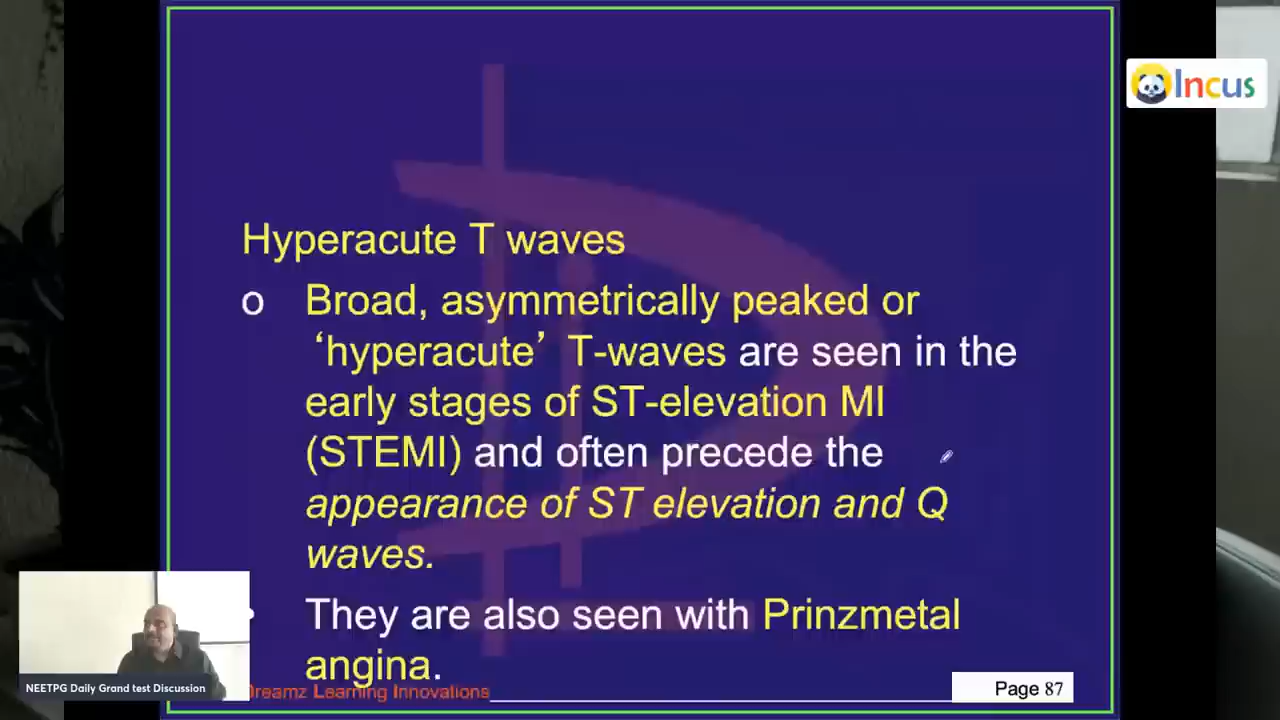 Incus
Hyperacute T waves
o Broad, asymmetrically peaked or
‘hyperacute’ T-waves are seen in the
early stages of ST-elevation MI
(STEMI) and often precede the
appearance of ST elevation and Q
waves.
They are also seen with Prinzmetal
angina.
NEETPG Daily Grand test Discussion
Learning Innovations
Page 87